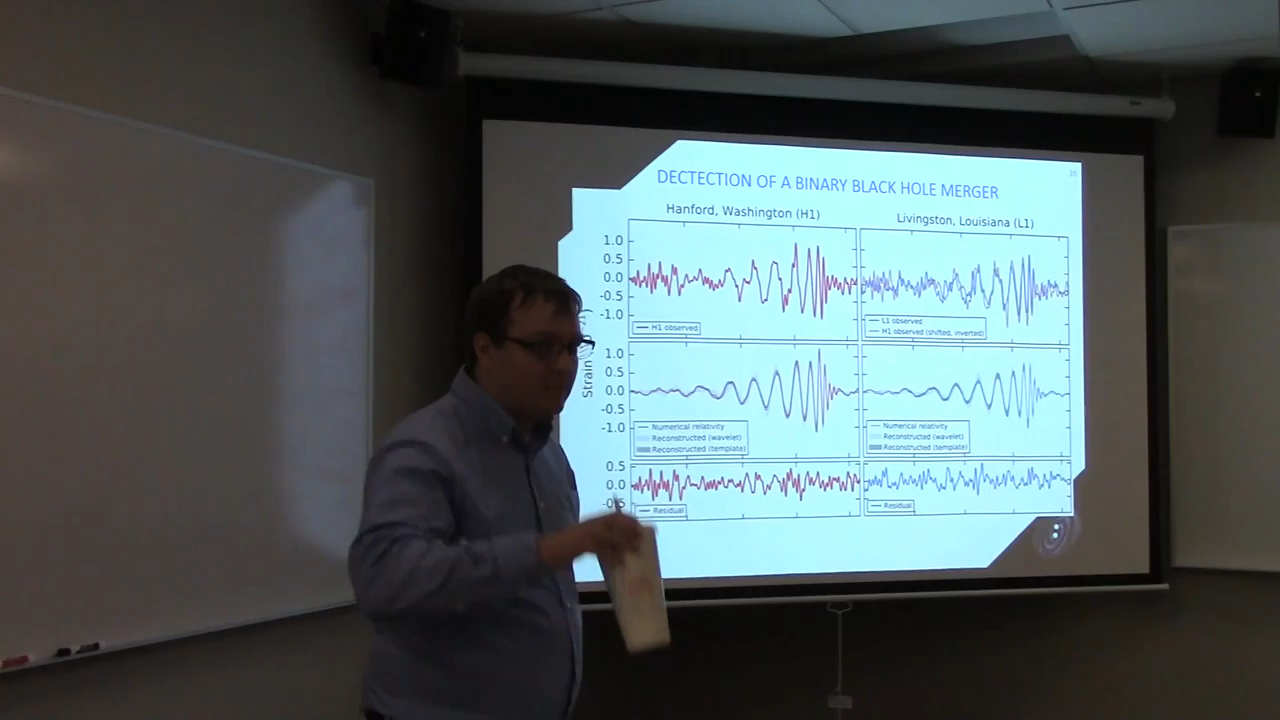 35
DECTECTION OF A BINARY BLACK HOLE MERGER
Hanford, Washington (H1)
Livingston, Louisiana (L1)
1.0
0.5
0.0
-0.5
-1.0
H1 observed
L1 observed
H1 observed (shifted, inverted)
Strain
1.0
0.5
0.0
-0.5
-1.0
Numerical relativity
Reconstructed (wavelet)
Reconstructed (template)
Numerical relativity
Reconstructed (wavelet)
Reconstructed (template)
0.5
0.0
-0.5
Residual
Residual